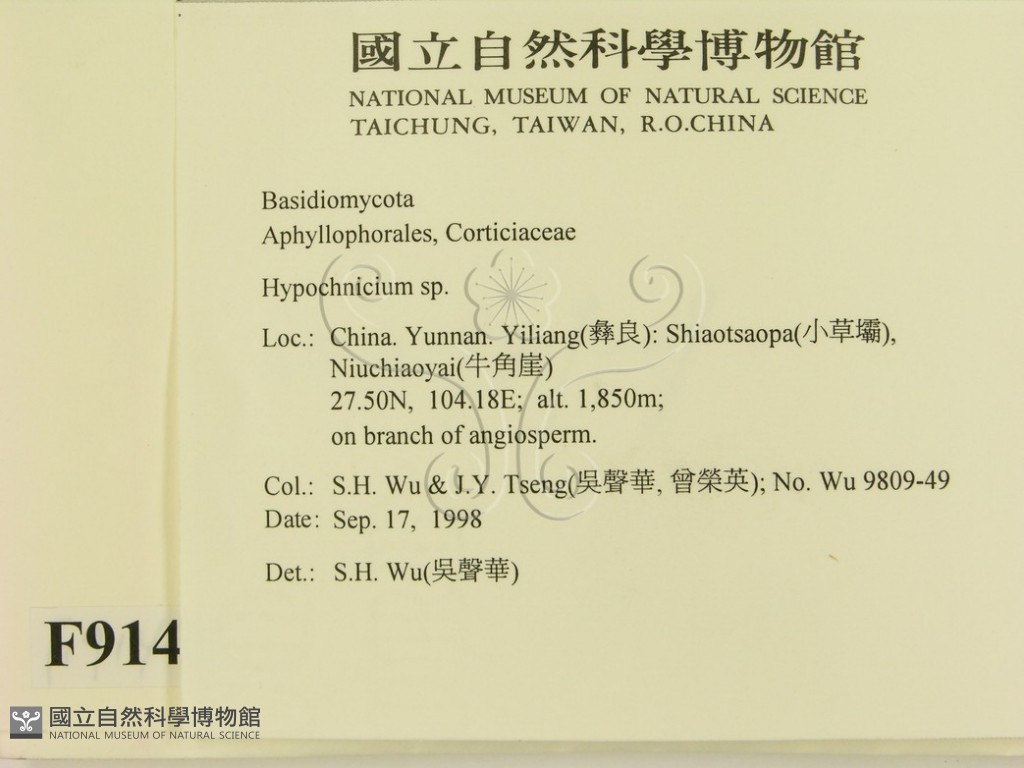 國立自然科學博物館
NATIONAL MUSEUM OF NATURAL SCIENCE
TAICHUNG, TAIWAN, R.O.CHINA
Basidiomycota
Aphyllophorales, Corticiaceae
Hypochnicium sp.
Loc.: China. Yunnan. Yiliang(彝良): Shiaotsaopa(小草壩),
Niuchiaoyai(牛角崖)
27.50N, 104.18E; alt. 1,850m;
on branch of angiosperm.
Col.: S.H. Wu & J.Y. Tseng(吳聲華, 曾榮英); No. Wu 9809-49
Date: Sep. 17, 1998
Det.: S.H. Wu(吳聲華)
F914
國立自然科學博物館
NATIONAL MUSEUM OF NATURAL SCIENCE